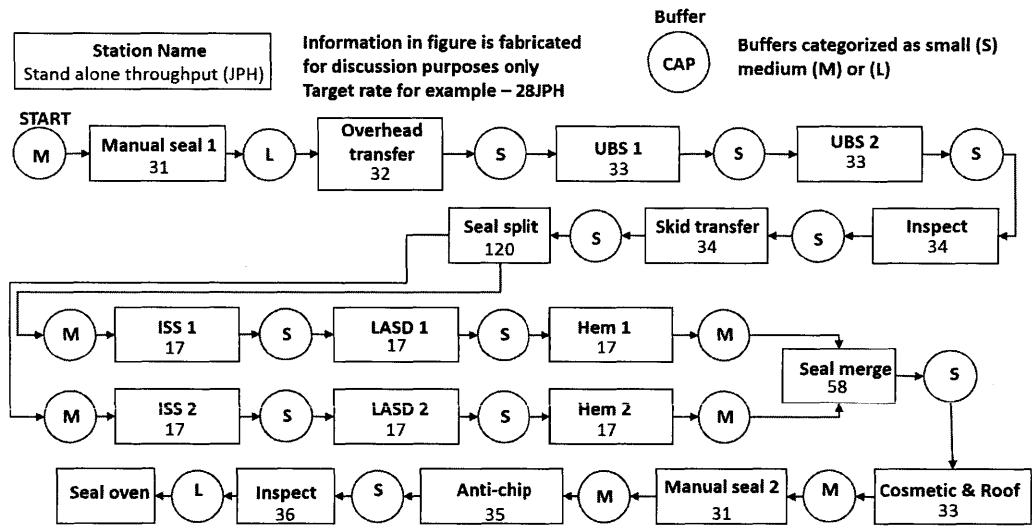 Station Name
Stand alone throughput (JPH)
Information in figure is fabricated
for discussion purposes only
Target rate for example – 28JPH
Buffer
CAP
Buffers categorized as small (S)
medium (M) or (L)
START
M
Manual seal 1
31
L
Overhead
transfer
32
S
UBS 1
33
S
UBS 2
33
S
Seal split
120
S
Skid transfer
34
S
Inspect
34
M
ISS 1
17
S
LASD 1
17
S
Hem 1
17
M
Seal merge
58
S
M
ISS 2
17
S
LASD 2
17
S
Hem 2
17
M
Seal oven
L
Inspect
36
S
Anti-chip
35
M
Manual seal 2
31
M
Cosmetic & Roof
33